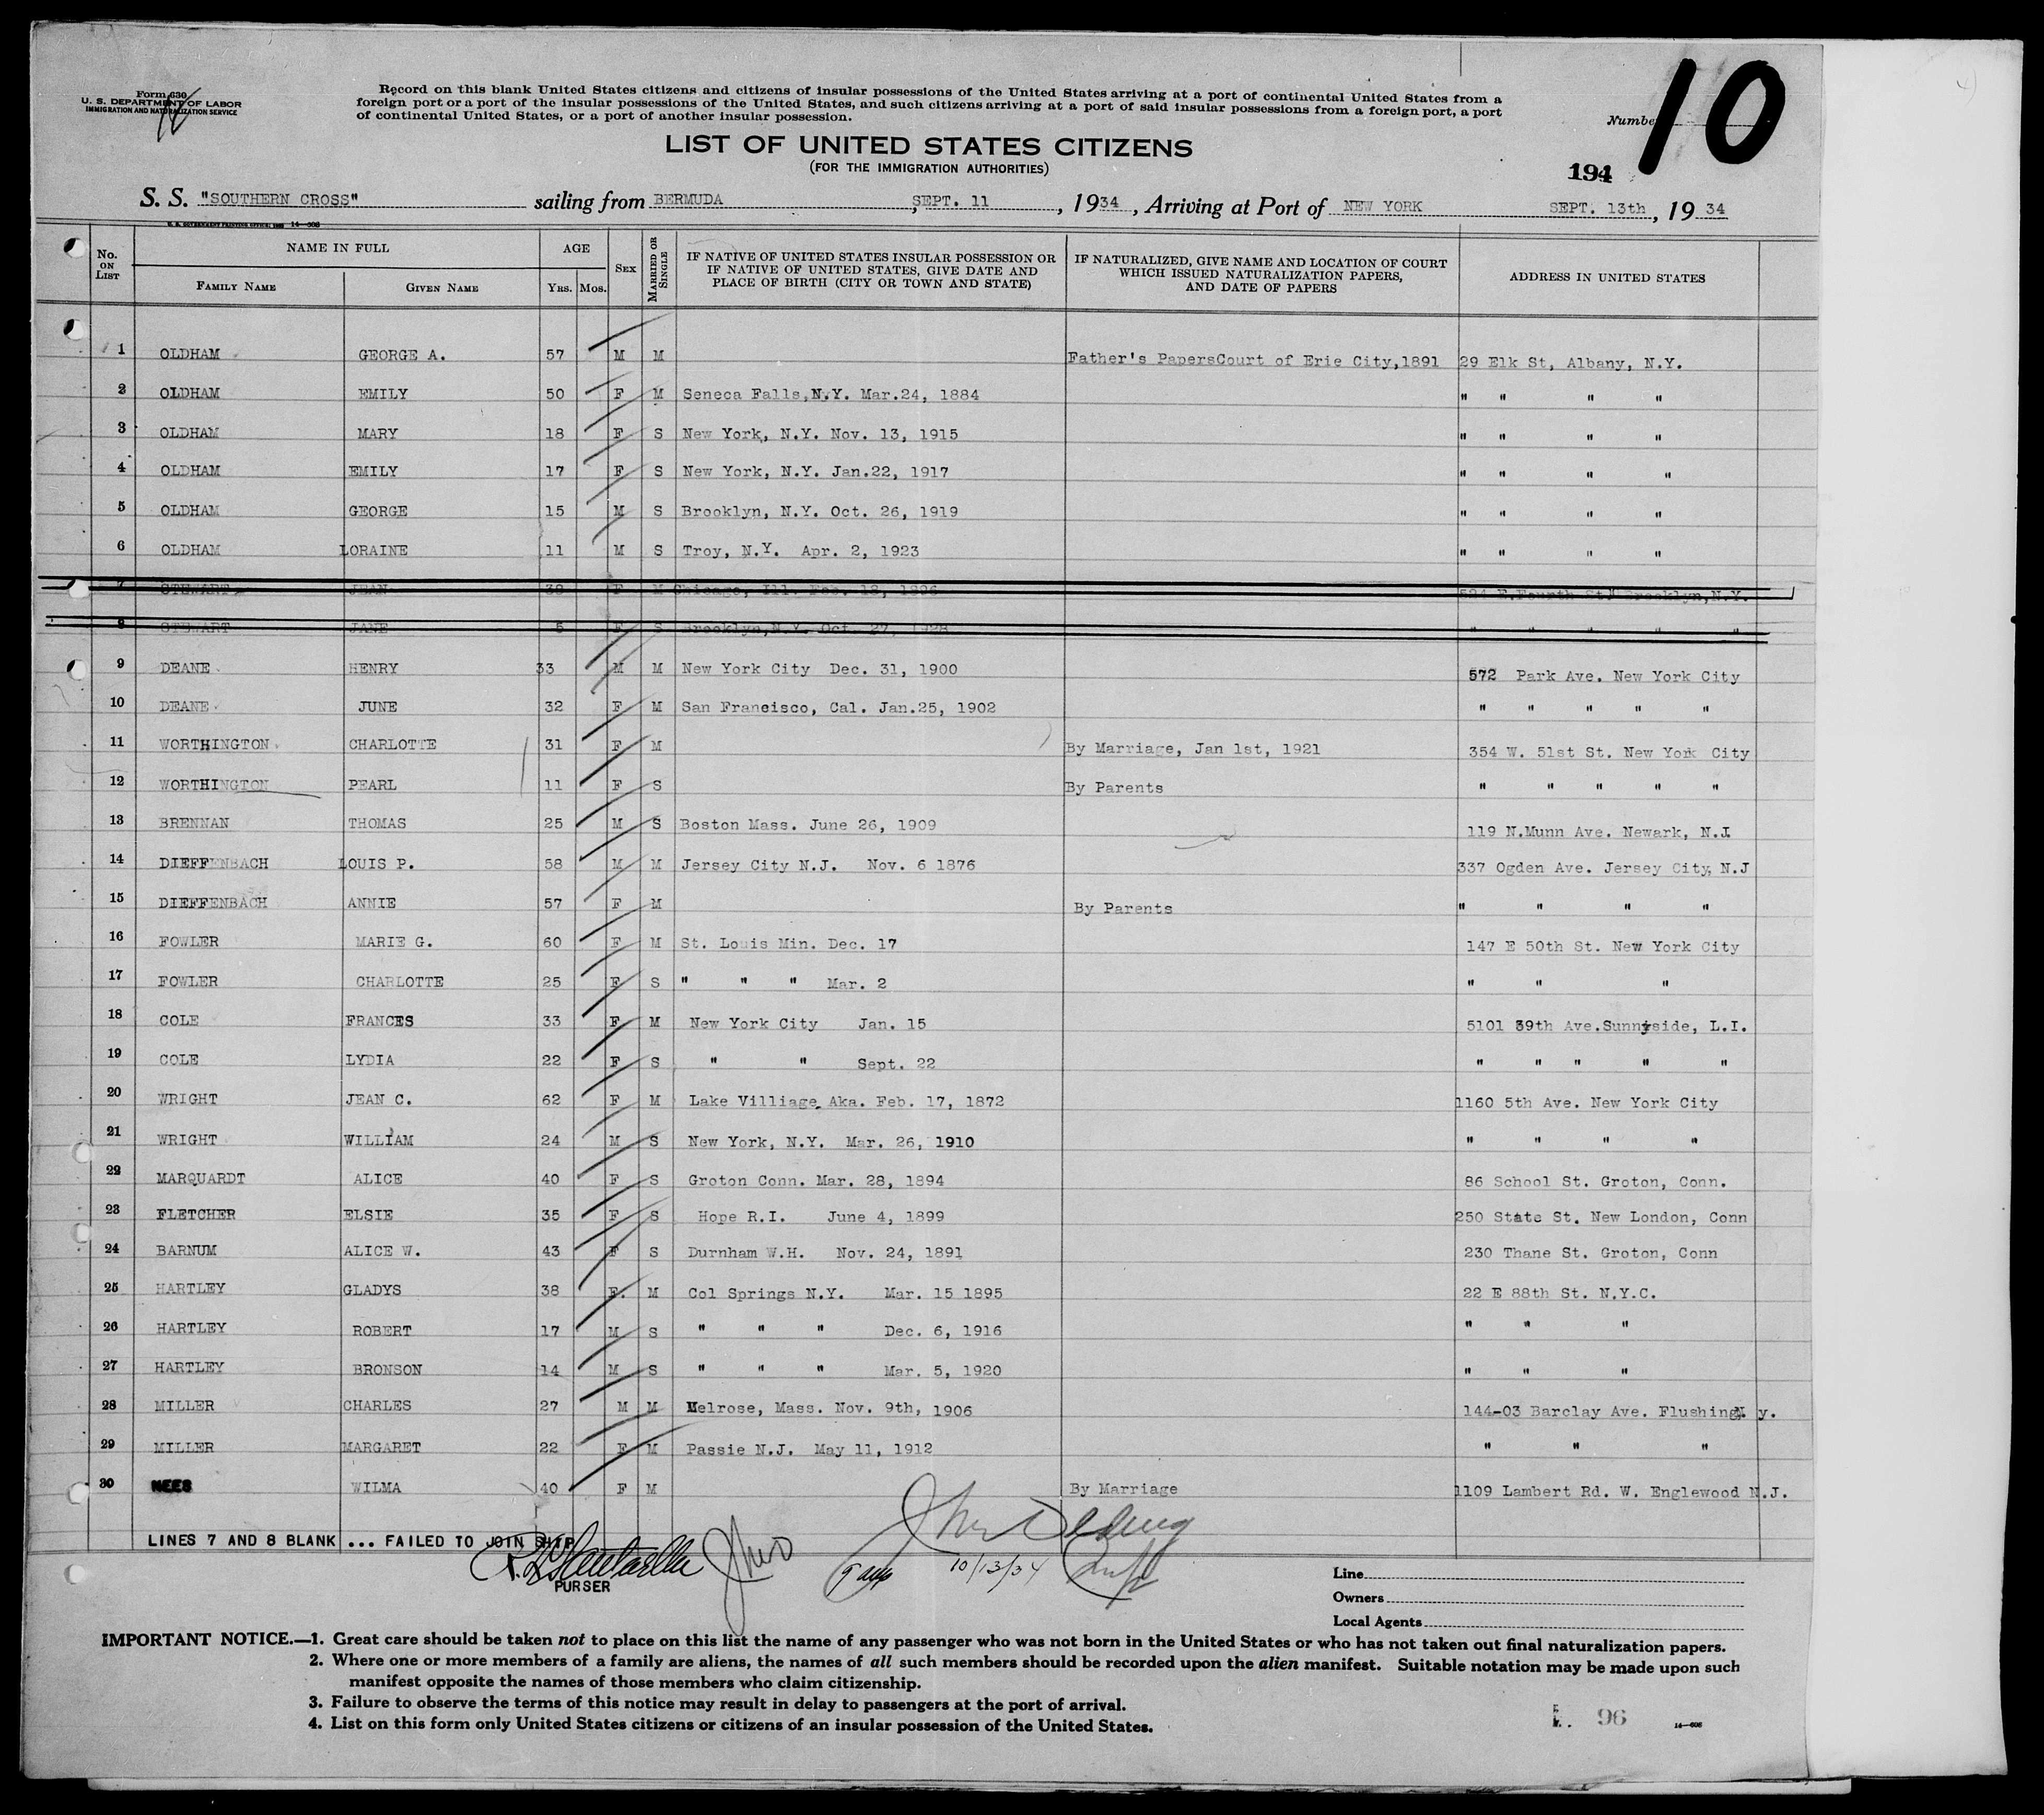 Form 630
U. S. DEPARTMENT OF LABOR
IMMIGRATION AND NATURALIZATION SERVICE
Record on this blank United States citizens and citizens of insular possessions of the United States arriving at a port of continental United States from a
foreign port or a port of the insular possessions of the United States, and such citizens arriving at a port of said insular possessions from a foreign port, a port
of continental United States, or a port of another insular possession.
Number 10
LIST OF UNITED STATES CITIZENS
(FOR THE IMMIGRATION AUTHORITIES)
194
S. S. "SOUTHERN CROSS" sailing from BERMUDA, SEPT. 11, 1934, Arriving at Port of NEW YORK SEPT. 13th, 19 34
No. ON LIST NAME IN FULL FAMILY NAME GIVEN NAME AGE YRS. MOS. SEX MARRIED OR SINGLE IF NATIVE OF UNITED STATES INSULAR POSSESSION OR IF NATIVE OF UNITED STATES, GIVE DATE AND PLACE OF BIRTH (CITY OR TOWN AND STATE) IF NATURALIZED, GIVE NAME AND LOCATION OF COURT WHICH ISSUED NATURALIZATION PAPERS, AND DATE OF PAPERS ADDRESS IN UNITED STATES
1 OLDHAM GEORGE A. 57 M M Father's PapersCourt of Erie City,1891 29 Elk St, Albany, N.Y.
2 OLDHAM EMILY 50 F M Seneca Falls,N.Y. Mar.24, 1884 " " " "
3 OLDHAM MARY 18 F S New York, N.Y. Nov. 13, 1915 " " " "
4 OLDHAM EMILY 17 F S New York, N.Y. Jan.22, 1917 " " " "
5 OLDHAM GEORGE 15 M S Brooklyn, N.Y. Oct. 26, 1919 " " " "
6 OLDHAM LORAINE 11 M S Troy, N.Y. Apr. 2, 1923 " " " "
7 STEWART JEAN 38 F M Chicago, Ill. Feb. 18, 1896 E.Fourth St. Brooklyn,N.Y.
8 STEWART JANE 5 F S Brooklyn,N.Y. Oct. 27, 1928 " " " " "
9 DEANE HENRY 33 M M New York City Dec. 31, 1900 572 Park Ave. New York City
10 DEANE JUNE 32 F M San Francisco, Cal. Jan.25, 1902 " " " " "
11 WORTHINGTON CHARLOTTE 31 F M By Marriage, Jan 1st, 1921 354 W. 51st St. New York City
12 WORTHINGTON PEARL 11 F S By Parents " " " " "
13 BRENNAN THOMAS 25 M S Boston Mass. June 26, 1909 119 N.Munn Ave. Newark, N.J.
14 DIEFFENBACH LOUIS P. 58 M M Jersey City N.J. Nov. 6 1876 337 Ogden Ave. Jersey City, N.J
15 DIEFFENBACH ANNIE 57 F M By Parents " " " "
16 FOWLER MARIE G. 60 F M St. Louis Min. Dec. 17 147 E 50th St. New York City
17 FOWLER CHARLOTTE 25 F S " " " Mar. 2 " " "
18 COLE FRANCES 33 F M New York City Jan. 15 5101 39th Ave.Sunnyside, L.I.
19 COLE LYDIA 22 F S " " Sept. 22 " " " " "
20 WRIGHT JEAN C. 62 F M Lake Villiage, Aka. Feb. 17, 1872 1160 5th Ave. New York City
21 WRIGHT WILLIAM 24 M S New York, N.Y. Mar. 26, 1910 " " " "
22 MARQUARDT ALICE 40 F S Groton Conn. Mar. 28, 1894 86 School St. Groton, Conn.
23 FLETCHER ELSIE 35 F S Hope R.I. June 4, 1899 250 State St. New London, Conn
24 BARNUM ALICE W. 43 F S Durnham W.H. Nov. 24, 1891 230 Thane St. Groton, Conn
25 HARTLEY GLADYS 38 F. M Col Springs N.Y. Mar. 15 1895 22 E 88th St. N.Y.C.
26 HARTLEY ROBERT 17 M S " " " Dec. 6, 1916 " " "
27 HARTLEY BRONSON 14 M S " " " Mar. 5, 1920 " " "
28 MILLER CHARLES 27 M M Melrose, Mass. Nov. 9th, 1906 144-03 Barclay Ave. Flushing N y.
29 MILLER MARGARET 22 F M Passie N.J. May 11, 1912 " " "
30 NEES WILMA 40 F M By Marriage 1109 Lambert Rd. W. Englewood N.J.
LINES 7 AND 8 BLANK ... FAILED TO JOIN SHIP
PURSER
10/13/34
Line
Owners
Local Agents
IMPORTANT NOTICE.—1. Great care should be taken not to place on this list the name of any passenger who was not born in the United States or who has not taken out final naturalization papers.
2. Where one or more members of a family are aliens, the names of all such members should be recorded upon the alien manifest. Suitable notation may be made upon such
manifest opposite the names of those members who claim citizenship.
3. Failure to observe the terms of this notice may result in delay to passengers at the port of arrival.
4. List on this form only United States citizens or citizens of an insular possession of the United States.
96
14—608